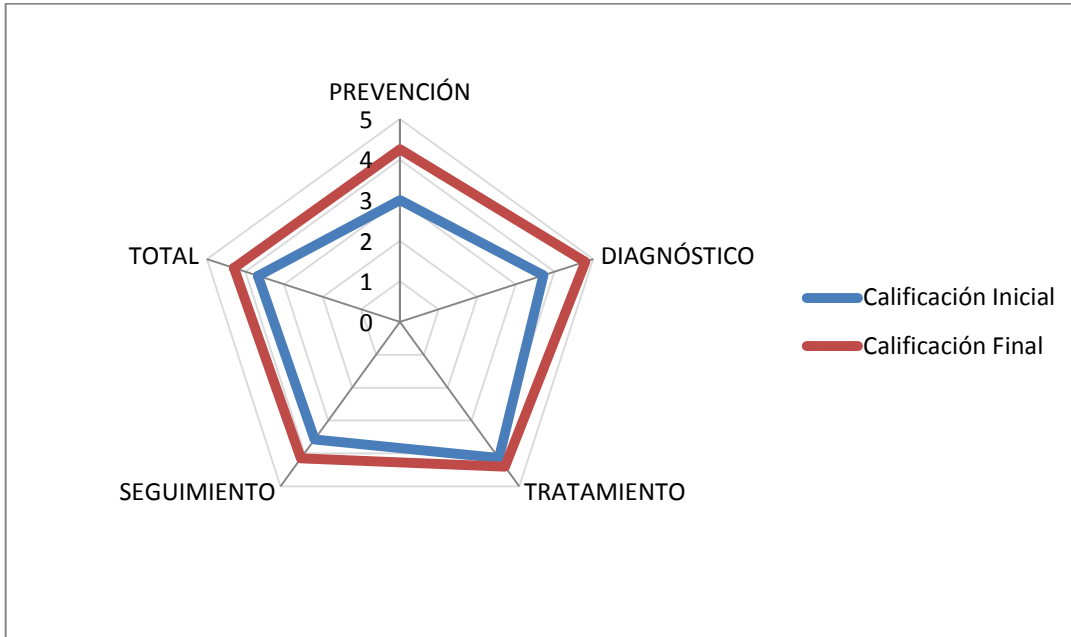 PREVENCIÓN
5
4
3
2
1
0
TOTAL
DIAGNÓSTICO
SEGUIMIENTO
TRATAMIENTO
Calificación Inicial
Calificación Final